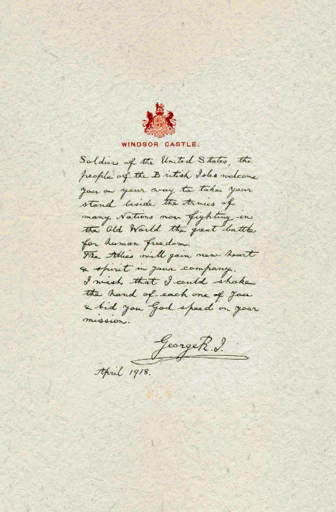 WINDSOR CASTLE.
Soldiers of the United States, the
people of the British Isles welcome
you on your way to take your
stand beside the Armies of
many Nations now fighting in
the Old World the great battle
for human freedom.
The Allies will gain new heart
& spirit in your company.
I wish that I could shake
the hand of each one of you
& bid you God speed on your
mission.
George R.I.
April 1918.